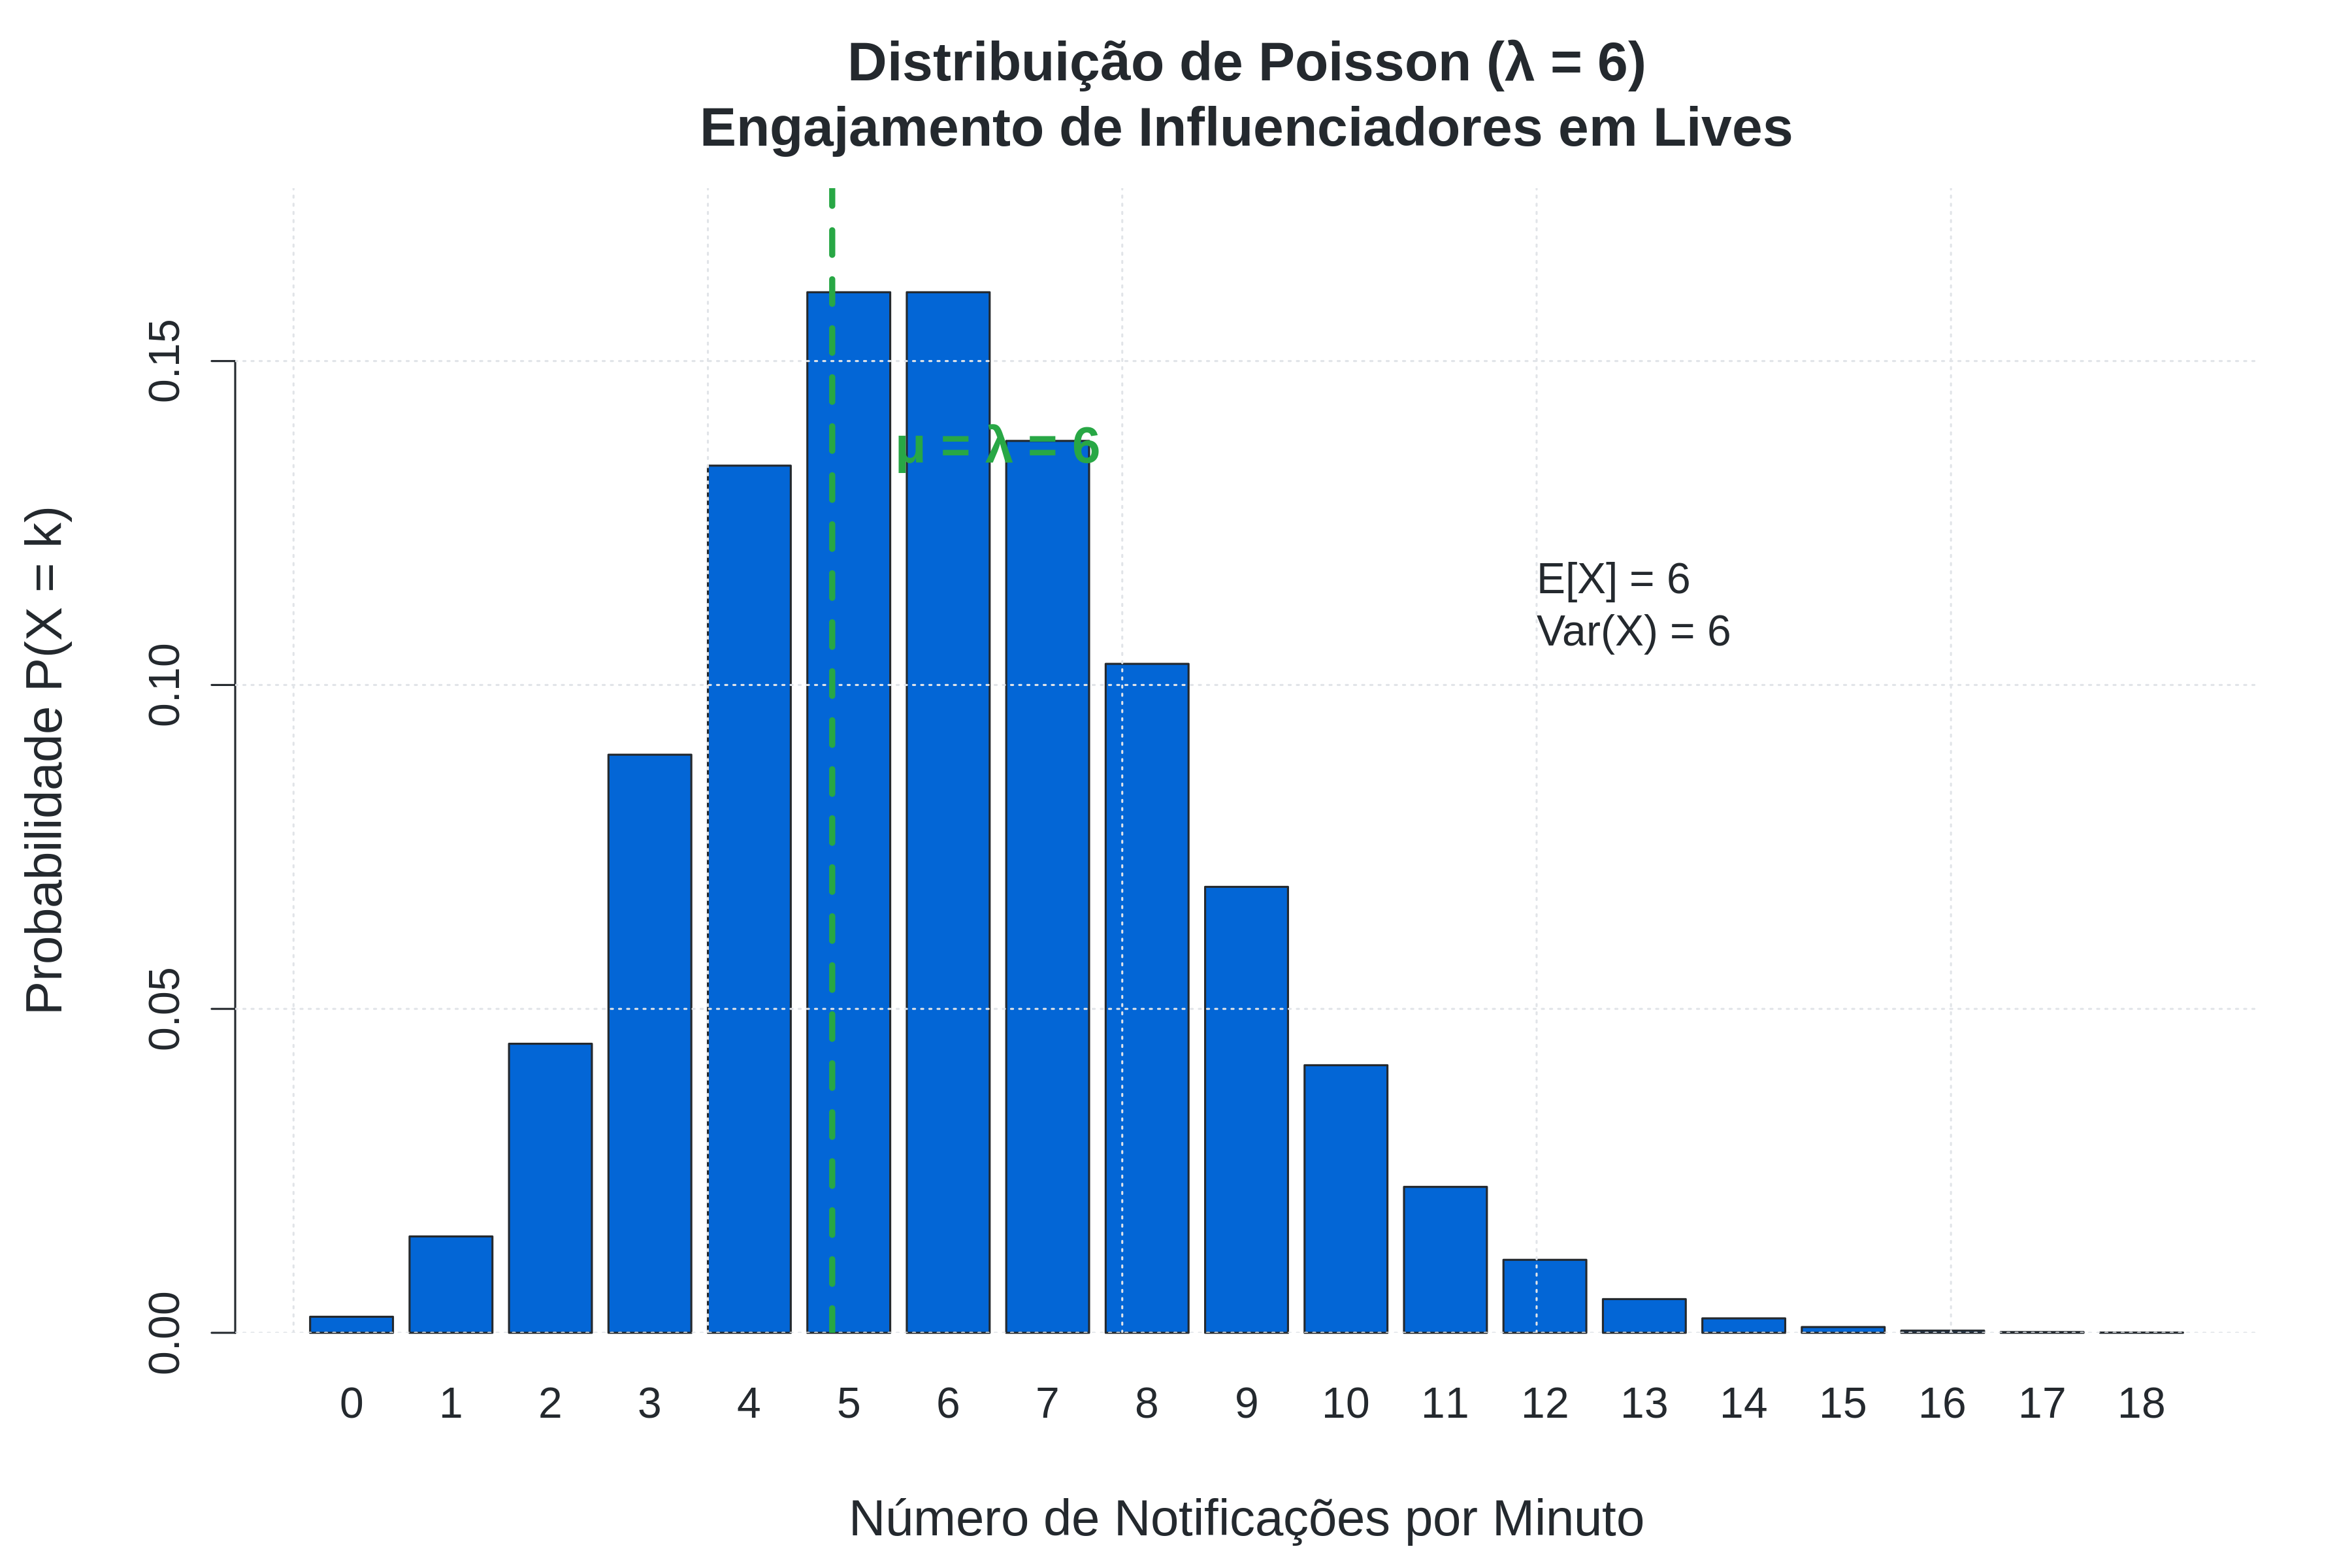 Distribuição de Poisson (λ = 6)
Engajamento de Influenciadores em Lives
Probabilidade P(X = k)
0.15
0.10
0.05
0.00
μ = λ = 6
E[X] = 6
Var(X) = 6
0 1 2 3 4 5 6 7 8 9 10 11 12 13 14 15 16 17 18
Número de Notificações por Minuto